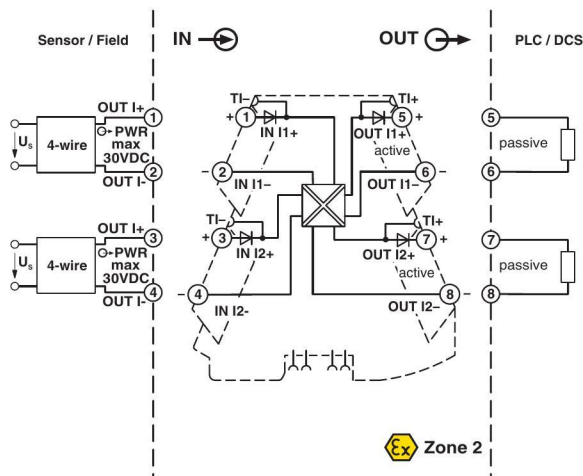 Sensor / Field
IN
OUT
PLC / DCS
OUT I+
1
4-wire
Us
PWR
max
30VDC
OUT I-
2
OUT I+
3
4-wire
Us
PWR
max
30VDC
OUT I-
4
TI–
+
1
IN I1+
–
2
IN I1–
TI–
+
3
IN I2+
–
4
IN I2-
TI+
5
+
OUT I1+
active
6
–
OUT I1–
TI+
7
+
OUT I2+
active
8
–
OUT I2–
5
passive
6
7
passive
8
Ex Zone 2